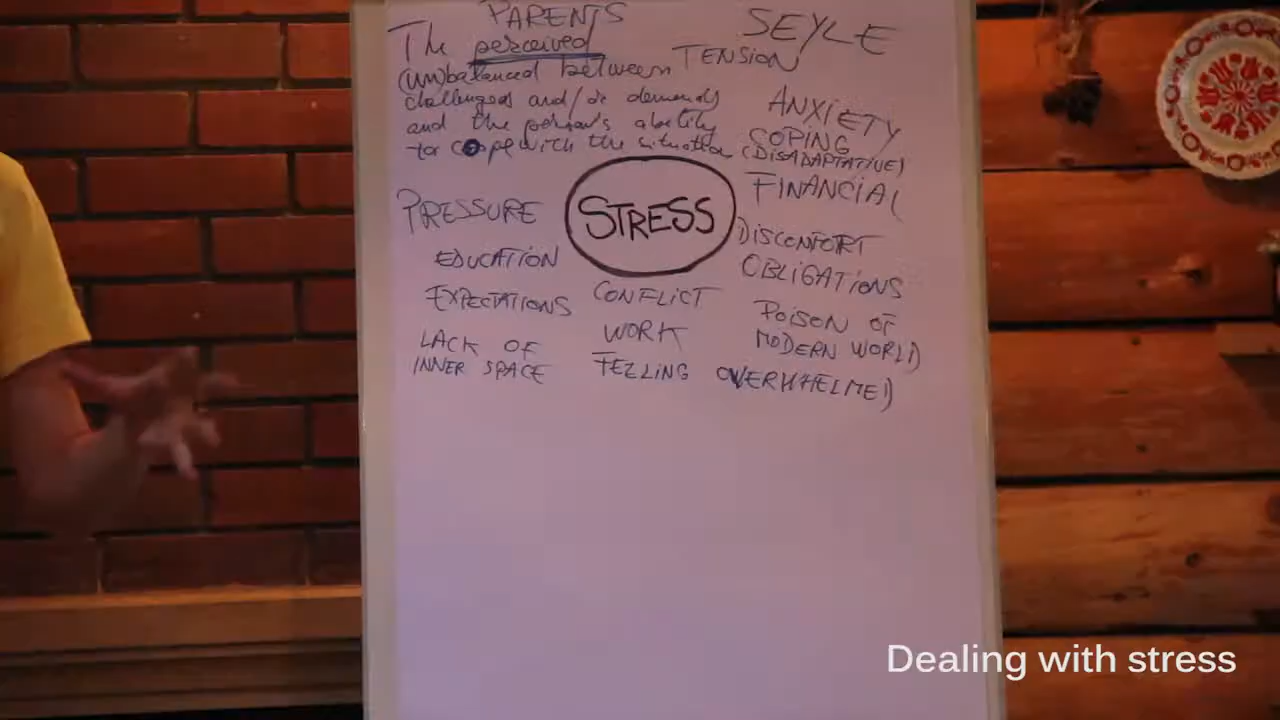 PARENTS
SEYLE
The perceived
TENSION
(un)balanced between
challenges and/or demands
and the person's ability
to cope with the situation
ANXIETY
COPING
(DISADAPTATIVE)
FINANCIAL
PRESSURE
STRESS
DISCONFORT
EDUCATION
OBLIGATIONS
EXPECTATIONS
CONFLICT
POISON OF
MODERN WORLD
WORK
LACK OF
INNER SPACE
FEELING OVERWHELMED
Dealing with stress